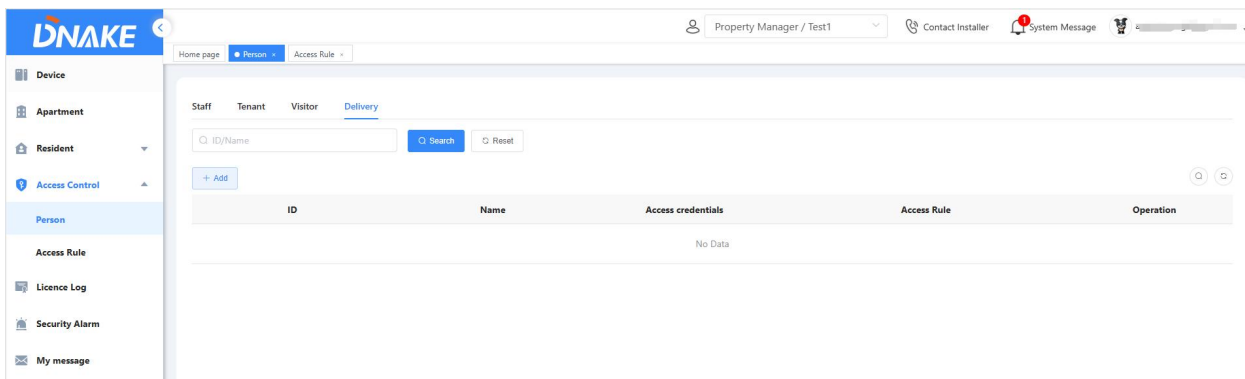 DNAKE
Property Manager / Test1
Contact Installer
1
System Message
Home page
Person ×
Access Rule ×
Device
Apartment
Resident
Access Control
Person
Access Rule
Licence Log
Security Alarm
My message
Staff Tenant Visitor Delivery
ID/Name
Search
Reset
+ Add
ID Name Access credentials Access Rule Operation
No Data